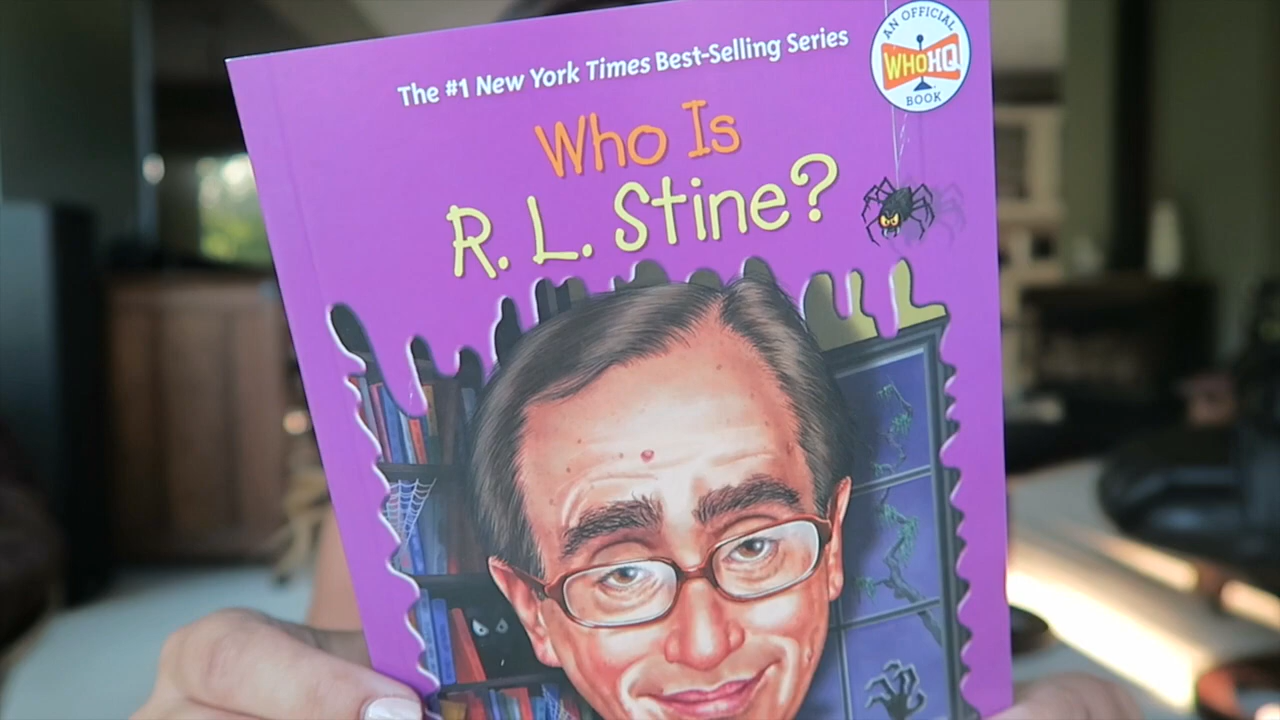 The #1 New York Times Best-Selling Series
AN OFFICIAL
WHOHQ
BOOK
Who Is
R. L. Stine?